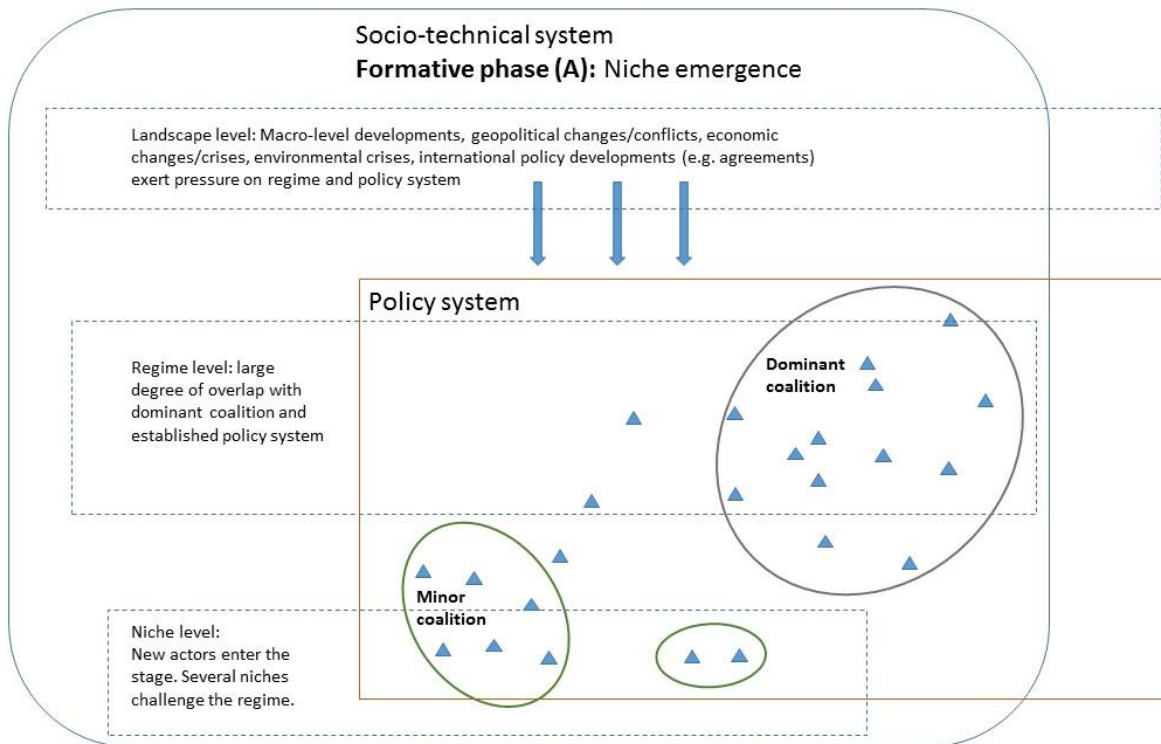 Socio-technical system
Formative phase (A): Niche emergence
Landscape level: Macro-level developments, geopolitical changes/conflicts, economic
changes/crises, environmental crises, international policy developments (e.g. agreements)
exert pressure on regime and policy system
Policy system
Regime level: large
degree of overlap with
dominant coalition and
established policy system
Dominant
coalition
Minor
coalition
Niche level:
New actors enter the
stage. Several niches
challenge the regime.